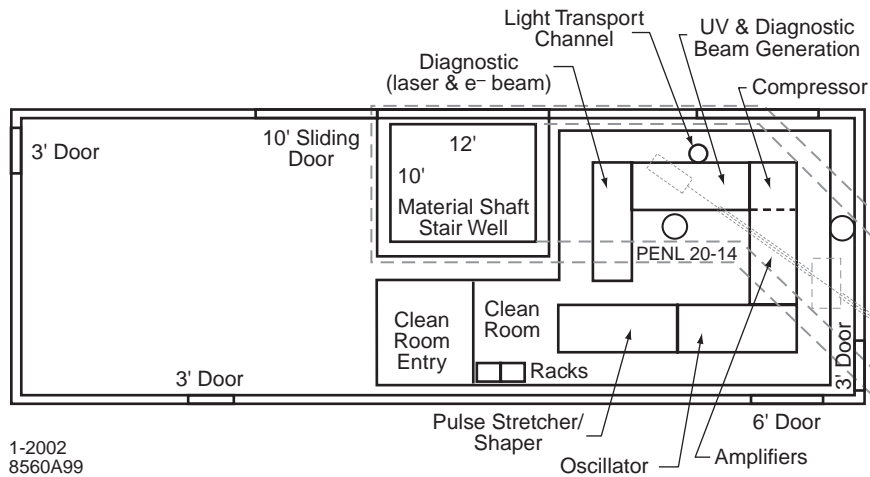 Light Transport
Channel
UV & Diagnostic
Beam Generation
Diagnostic
(laser & e– beam)
Compressor
3' Door
10' Sliding
Door
12'
10'
Material Shaft
Stair Well
PENL 20-14
Clean
Room
Entry
Clean
Room
Racks
3' Door
3' Door
Pulse Stretcher/
Shaper
6' Door
Oscillator
Amplifiers
1-2002
8560A99